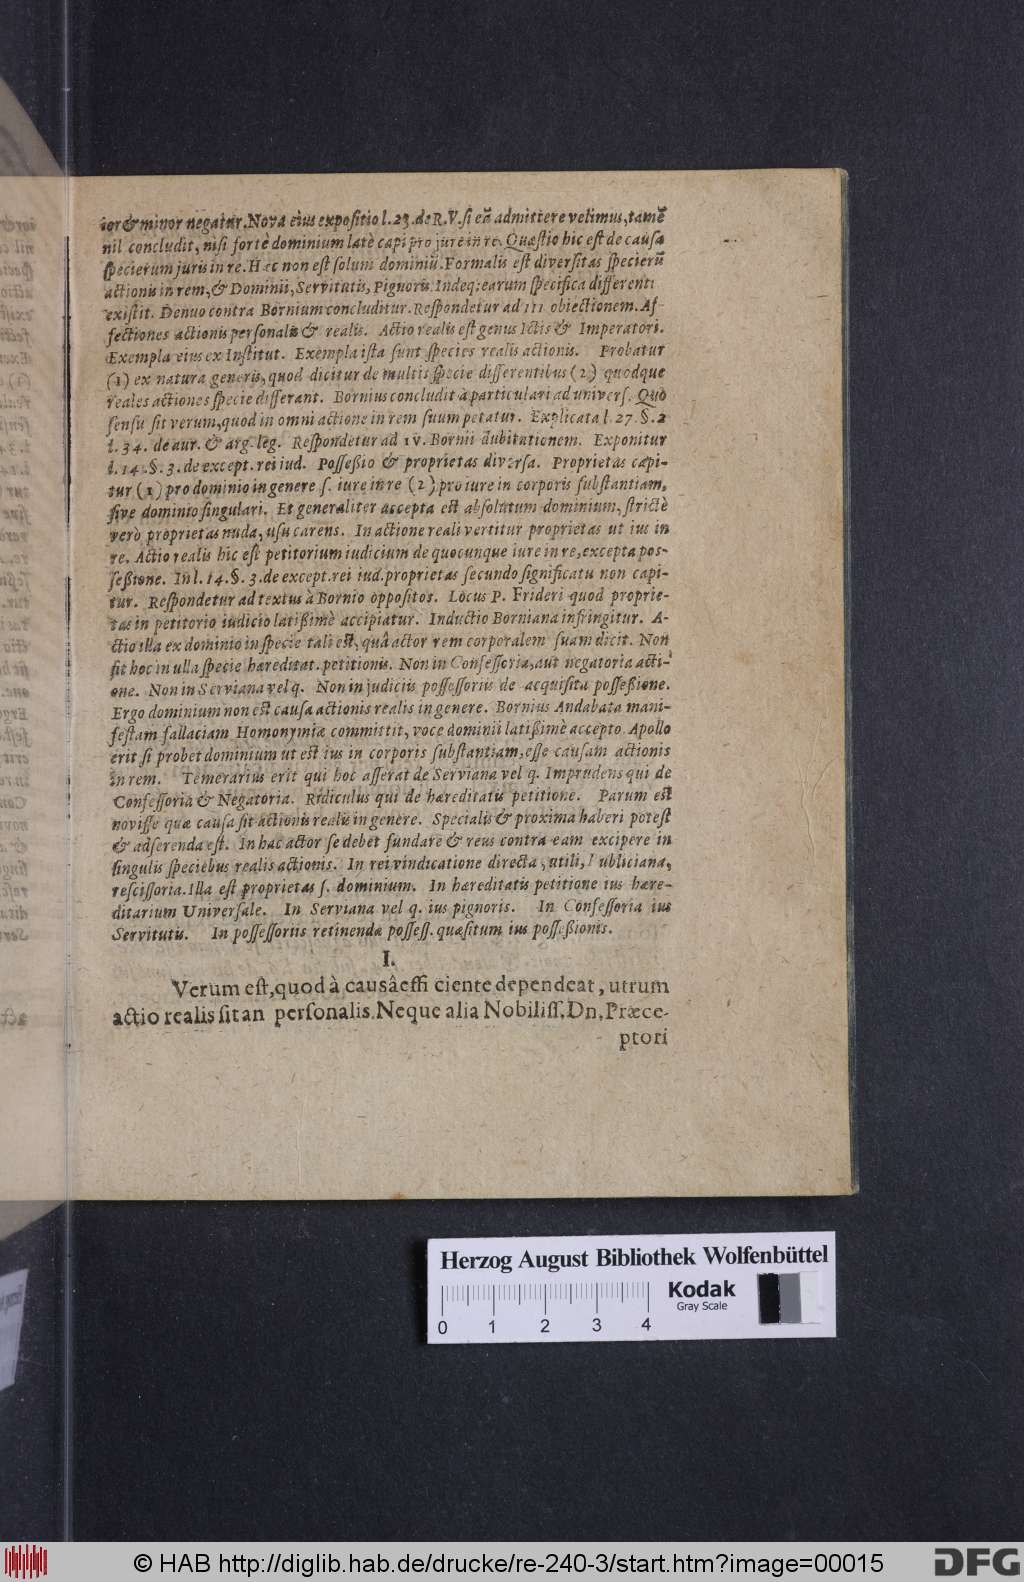 ior & minor negatur. Nova eius expositio l. 23. de R. V. si eã admittere velimus, tamẽ
nil concludit, nisi fortè dominium latè capi pro jure in re. Quæstio hic est de causa
specierum juris in re. Hæc non est solum dominiũ. Formalis est diversitas specierũ
actionis in rem, & Dominii, Servitutis, Pignoris. Indeq; earum specifica differenti
existit. Denuo contra Bornium concluditur. Respondetur ad III obiectionem. Af-
fectiones actionis personalis & realis. Actio realis est genus Ictis & Imperatori.
Exempla eius ex Institut. Exempla ista sunt species realis actionis. Probatur
(1) ex natura generis, quod dicitur de multis specie differentibus (2) quodque
reales actiones specie differant. Bornius concludit à particulari ad univers. Quo
sensu sit verum, quod in omni actione in rem suum petatur. Explicata l. 27. §. 2
l. 34. de aur. & arg. leg. Respondetur ad IV. Bornii dubitationem. Exponitur
l. 14. §. 3. de except. rei iud. Possessio & proprietas diversa. Proprietas capi-
tur (1) pro dominio in genere s. iure in re (2) pro iure in corporis substantiam,
sive dominio singulari. Et generaliter accepta est absolutum dominium, strictè
verò proprietas nuda, usu carens. In actione reali vertitur proprietas ut ius in
re. Actio realis hic est petitorium iudicium de quocunque iure in re, excepta pos-
sessione. In l. 14. §. 3. de except. rei iud. proprietas secundo significatu non capi-
tur. Respondetur ad textus à Bornio oppositos. Locus P. Frideri quod proprie-
tas in petitorio iudicio latissimè accipiatur. Inductio Borniana infringitur. A-
ctio illa ex dominio in specie tali est, quâ actor rem corporalem suam dicit. Non
fit hoc in ulla specie hæreditat. petitionis. Non in Confessoria, aut negatoria acti-
one. Non in Serviana vel q. Non in judiciis possessoriis de acquisita possessione.
Ergo dominium non est causa actionis realis in genere. Bornius Andabata mani-
festam fallaciam Homonymiæ committit, voce dominii latissimè accepto. Apollo
erit si probet dominium ut est ius in corporis substantiam, esse causam actionis
in rem. Temerarius erit qui hoc asserat de Serviana vel q. Imprudens qui de
Confessoria & Negatoria. Ridiculus qui de hæreditatis petitione. Parum est
novisse quæ causa sit actionis realis in genere. Specialis & proxima haberi potest
& adserenda est. In hac actor se debet fundare & reus contra eam excipere in
singulis speciebus realis actionis. In rei vindicatione directa, utili, Publiciana,
rescissoria. Illa est proprietas s. dominium. In hæreditatis petitione ius hære-
ditarium Universale. In Serviana vel q. ius pignoris. In Confessoria ius
Servitutis. In possessoriis retinendæ possess. quæsitum ius possessionis.
I.
Verum est, quod à causâ efficiente dependeat, utrum
actio realis sit an personalis. Neque alia Nobiliss. Dn. Præce-
ptori
Herzog August Bibliothek Wolfenbüttel
Kodak
Gray Scale
0 1 2 3 4
© HAB http://diglib.hab.de/drucke/re-240-3/start.htm?image=00015
DFG